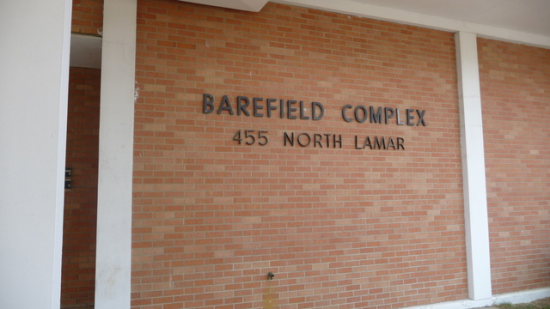 BAREFIELD COMPLEX
455 NORTH LAMAR